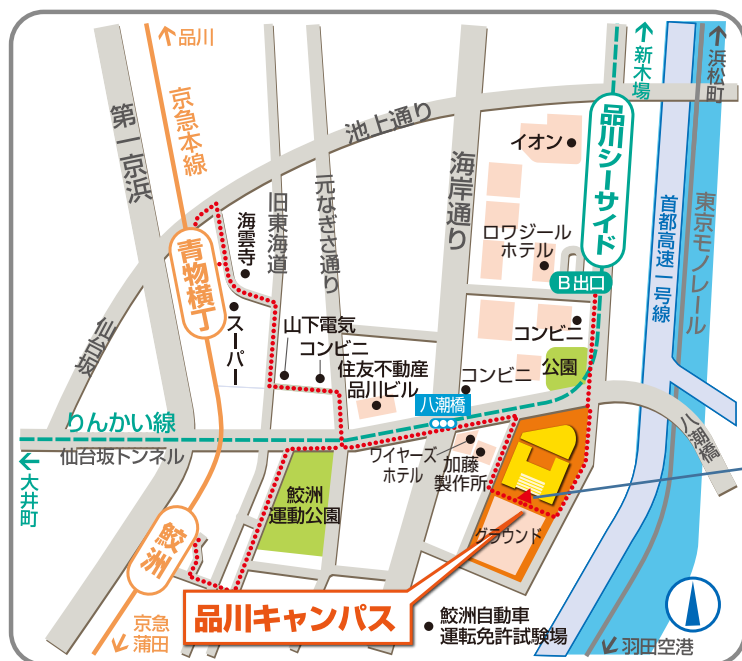 品川
新木場
浜松町
京急本線
第一京浜
池上通り
海岸通り
イオン
品川シーサイド
首都高速一号線
東京モノレール
旧東海道
元なぎさ通り
海雲寺
ロワジール
ホテル
B出口
青物横丁
スーパー
山下電気
コンビニ
コンビニ
仙台坂
住友不動産
品川ビル
コンビニ
公園
八潮橋
りんかい線
仙台坂トンネル
ワイヤーズ
ホテル
加藤
製作所
八潮橋
大井町
鮫洲
運動公園
グラウンド
鮫洲
品川キャンパス
京急
蒲田
鮫洲自動車
運転免許試験場
羽田空港